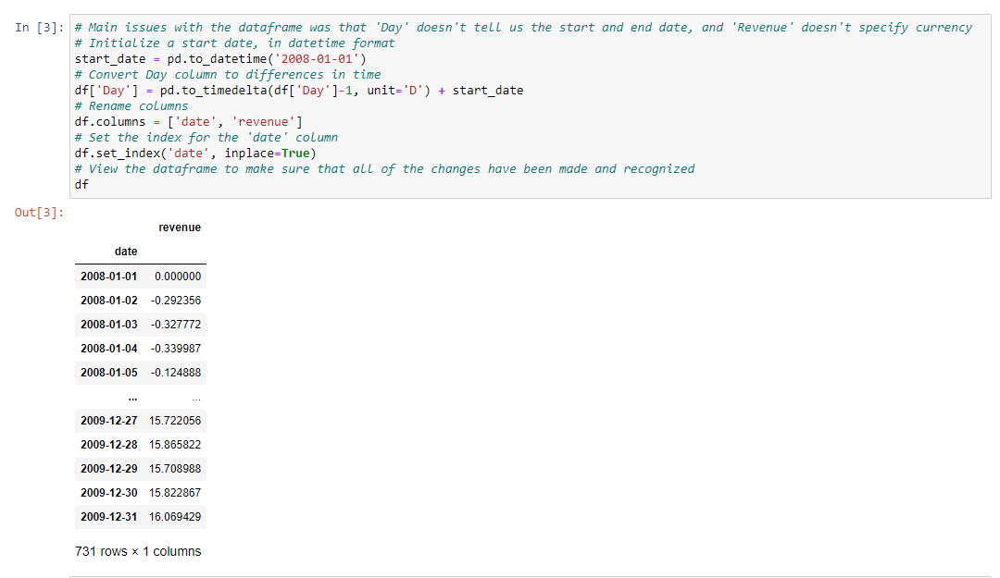 In [3]: # Main issues with the dataframe was that 'Day' doesn't tell us the start and end date, and 'Revenue' doesn't specify currency
# Initialize a start date, in datetime format
start_date = pd.to_datetime('2008-01-01')
# Convert Day column to differences in time
df['Day'] = pd.to_timedelta(df['Day']-1, unit='D') + start_date
# Rename columns
df.columns = ['date', 'revenue']
# Set the index for the 'date' column
df.set_index('date', inplace=True)
# View the dataframe to make sure that all of the changes have been made and recognized
df
Out[3]:
revenue
date
2008-01-01 0.000000
2008-01-02 -0.292356
2008-01-03 -0.327772
2008-01-04 -0.339987
2008-01-05 -0.124888
... ...
2009-12-27 15.722056
2009-12-28 15.865822
2009-12-29 15.708988
2009-12-30 15.822867
2009-12-31 16.069429
731 rows × 1 columns